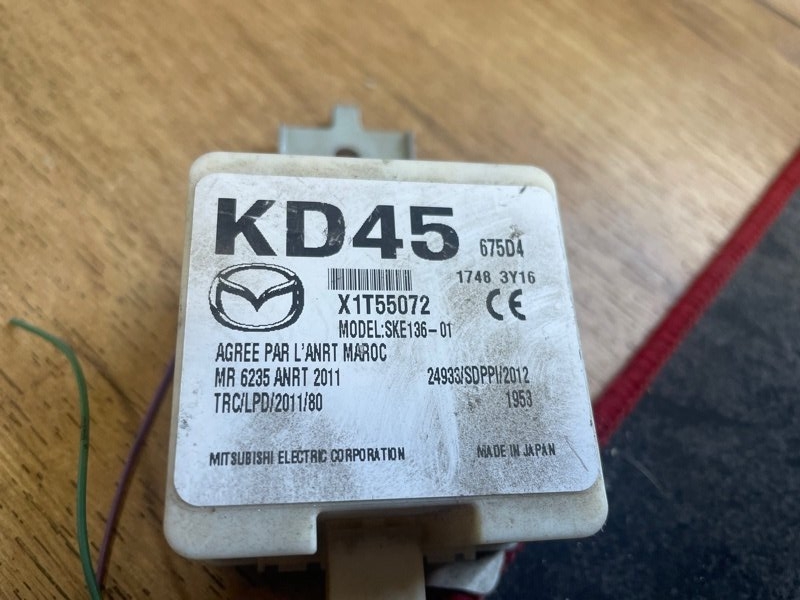 KD45 675D4
1748 3Y16
X1T55072
MODEL:SKE136-01
CE
AGREE PAR L'ANRT MAROC
MR 6235 ANRT 2011 24933/SDPPI/2012
TRC/LPD/2011/80 1953
MITSUBISHI ELECTRIC CORPORATION MADE IN JAPAN